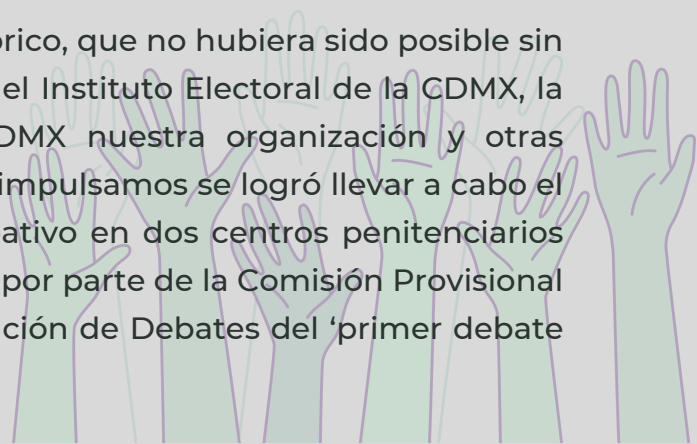 órico, que no hubiera sido posible sin
el Instituto Electoral de la CDMX, la
DMX nuestra organización y otras
impulsamos se logró llevar a cabo el
ativo en dos centros penitenciarios
por parte de la Comisión Provisional
ción de Debates del ‘primer debate